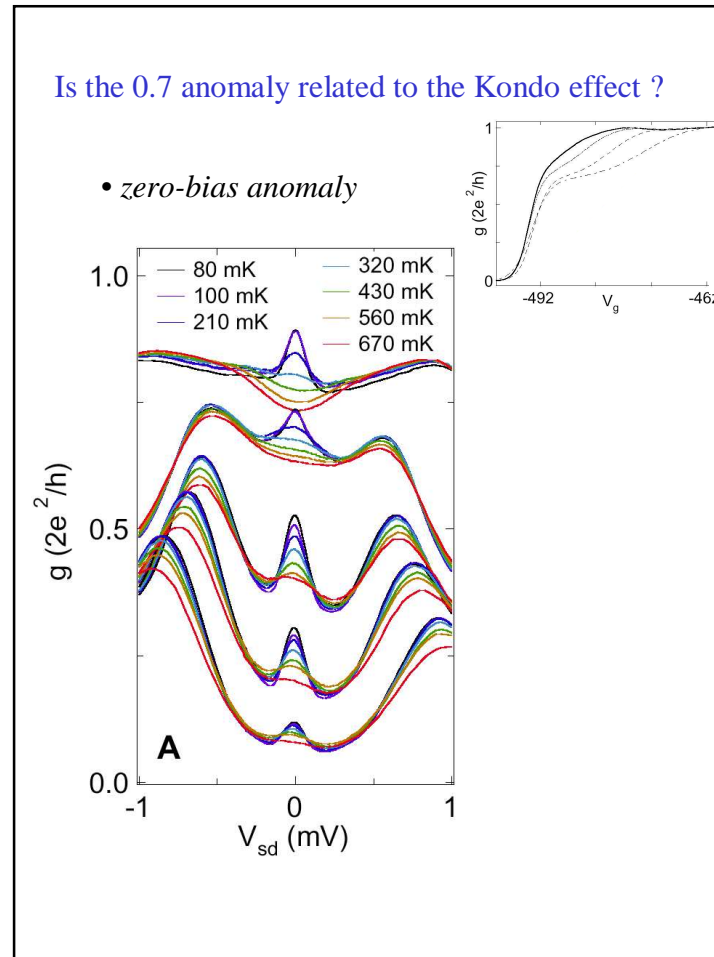 Is the 0.7 anomaly related to the Kondo effect ?
1
g (2e²/h)
0
-492
V_g
• zero-bias anomaly
1.0
80 mK
100 mK
210 mK
320 mK
430 mK
560 mK
670 mK
g (2e²/h)
0.5
A
0.0
-1
0
1
V_sd (mV)